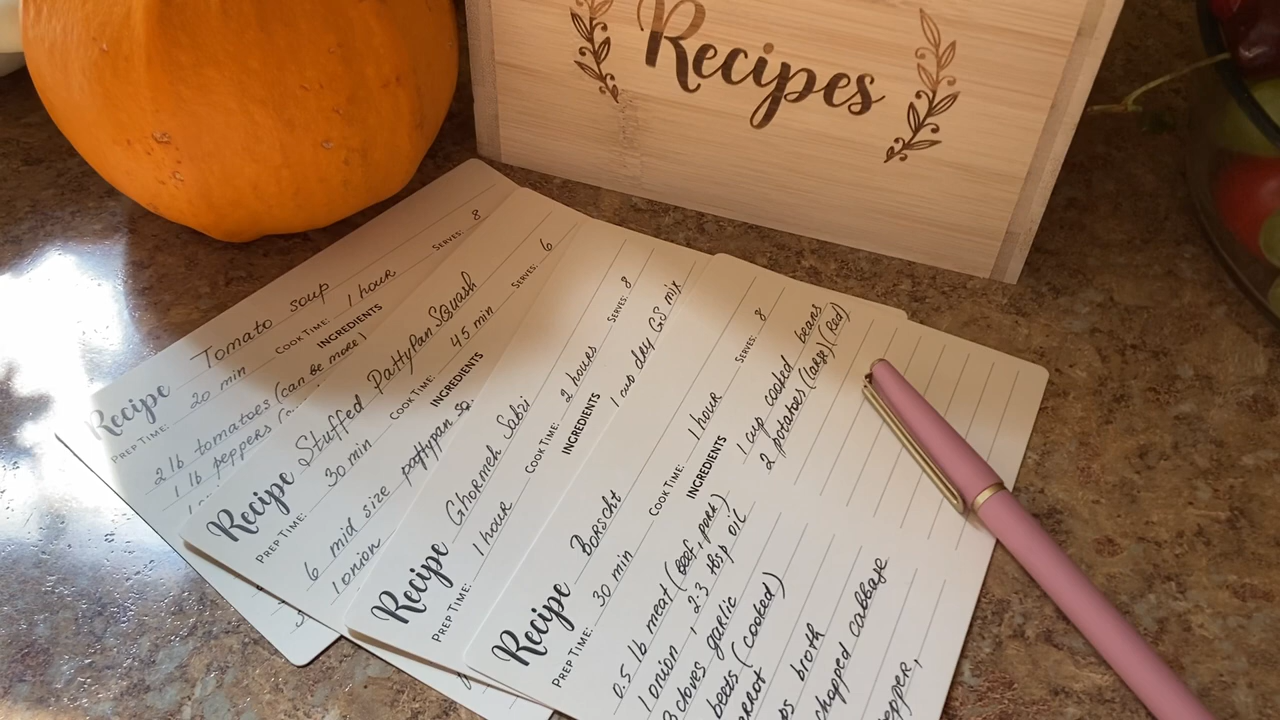 Recipes
Recipe Tomato soup
PREP TIME: 20 min COOK TIME: 1 hour SERVES: 8
INGREDIENTS
2 lb tomatoes (can be more)
1 lb peppers
Recipe Stuffed PattyPan Squash
PREP TIME: 30 min COOK TIME: 45 min SERVES: 6
INGREDIENTS
6 mid size pattypan sq.
1 onion
Recipe Ghormeh Sabzi
PREP TIME: 1 hour COOK TIME: 2 hours SERVES: 8
INGREDIENTS
1 cup day GS mix
Recipe Borscht
PREP TIME: 30 min COOK TIME: 1 hour SERVES: 8
INGREDIENTS
0.5 lb meat (beef, pork) 1 cup cooked beans
1 onion, 2-3 tbsp oil 2 potatoes (large) (Red)
3 cloves garlic
beets (cooked)
broth
chopped cabbage